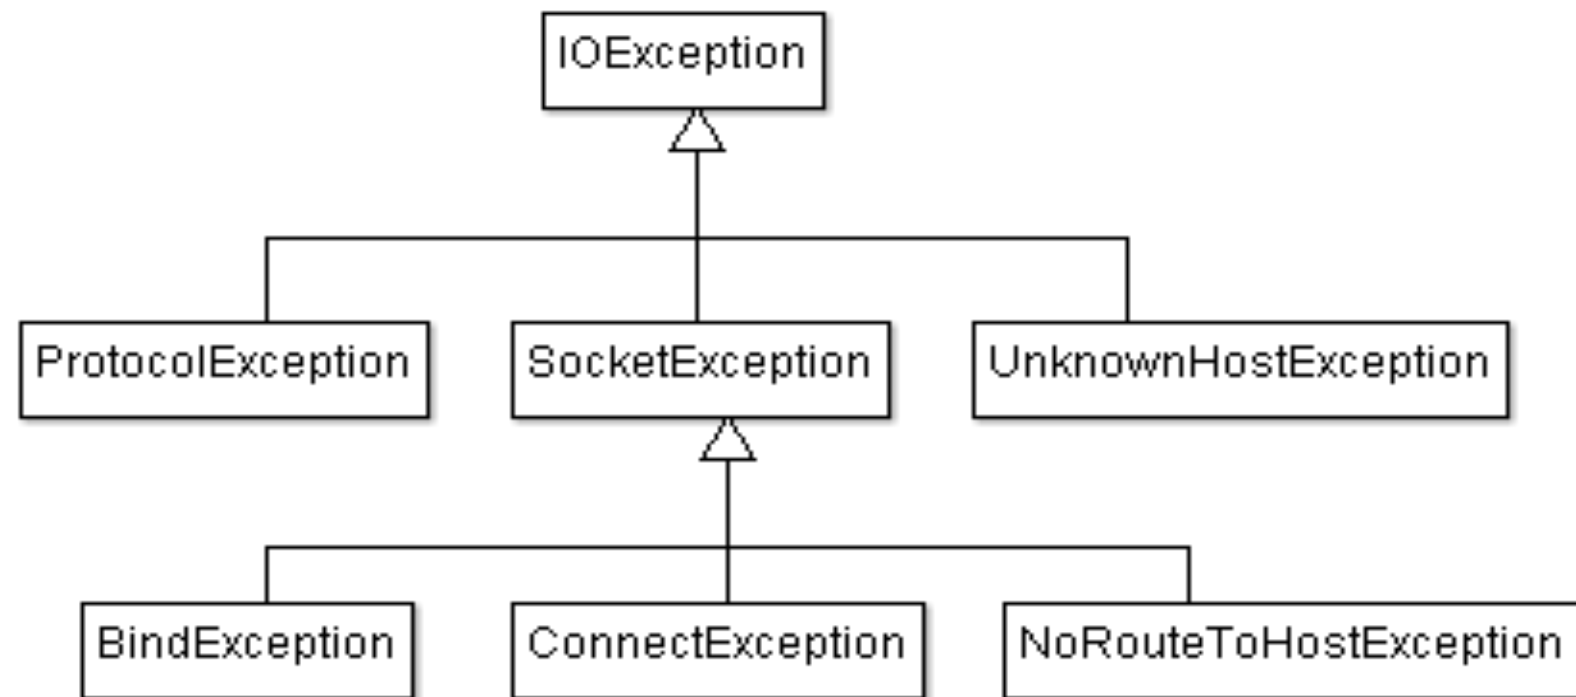 IOException
ProtocolException
SocketException
UnknownHostException
BindException
ConnectException
NoRouteToHostException